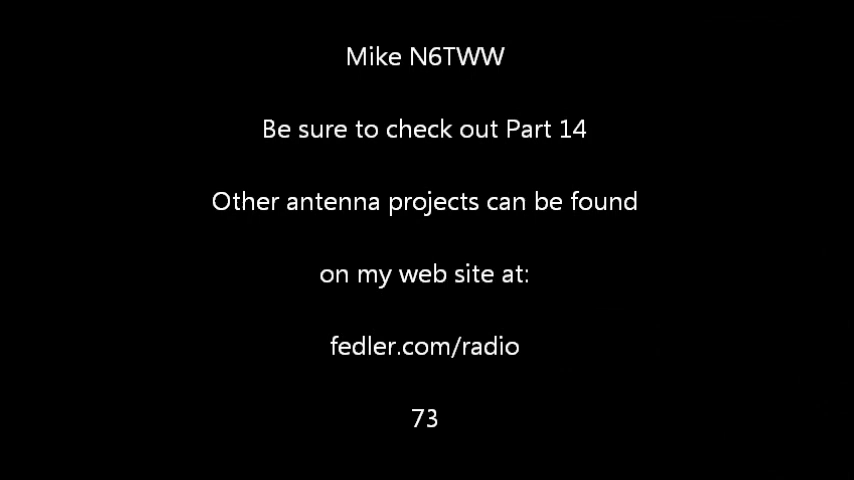 Mike N6TWW
Be sure to check out Part 14
Other antenna projects can be found
on my web site at:
fedler.com/radio
73